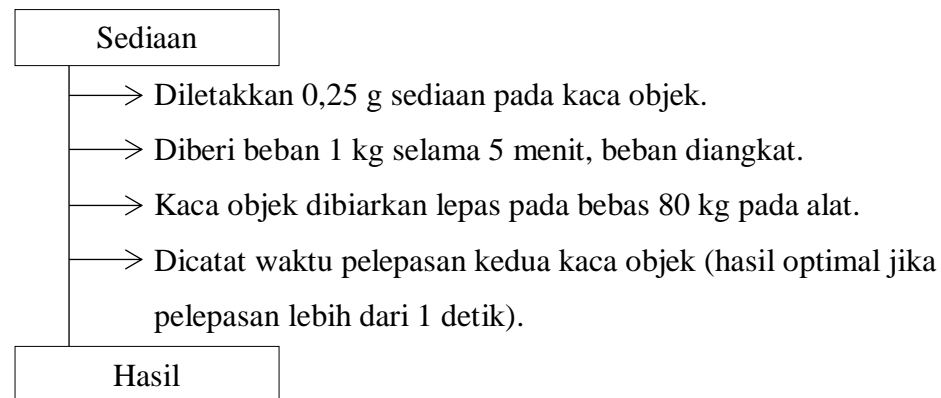 Sediaan
Diletakkan 0,25 g sediaan pada kaca objek.
Diberi beban 1 kg selama 5 menit, beban diangkat.
Kaca objek dibiarkan lepas pada bebas 80 kg pada alat.
Dicatat waktu pelepasan kedua kaca objek (hasil optimal jika
pelepasan lebih dari 1 detik).
Hasil